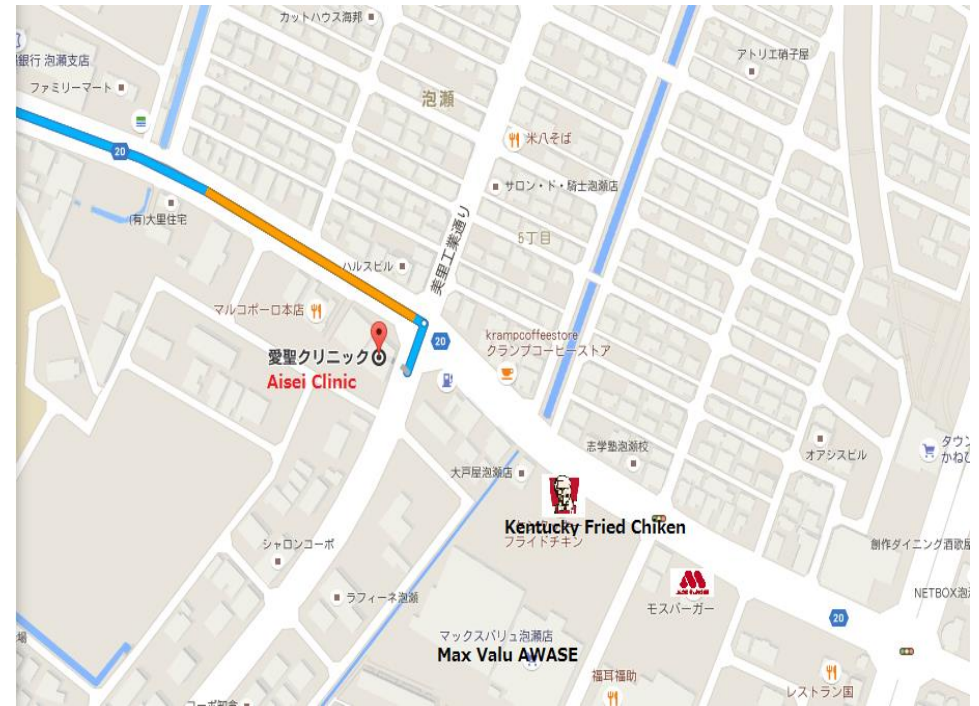 カットハウス海邦
銀行 泡瀬支店
アトリエ硝子屋
ファミリーマート
泡瀬
20
米八そば
サロン・ド・騎士泡瀬店
(有)大里住宅
美里工業通り
5丁目
ハルスビル
マルコポーロ本店
krampcoffeestore
クランプコーヒーストア
20
愛聖クリニック
Aisei Clinic
志学塾泡瀬校
タウン
かねひ
オアシスビル
大戸屋泡瀬店
Kentucky Fried Chiken
フライドチキン
シャロンコーポ
創作ダイニング酒歌屋
モスバーガー
NETBOX泡瀬
ラフィーネ泡瀬
20
場
マックスバリュ泡瀬店
Max Valu AWASE
福耳福助
レストラン国